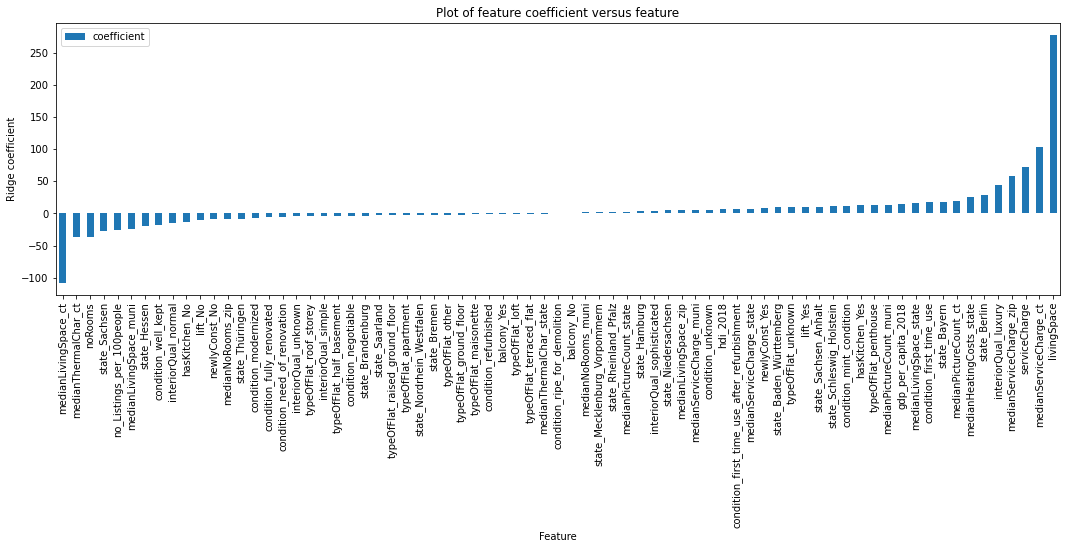 Plot of feature coefficient versus feature
coefficient
Ridge coefficient
250
200
150
100
50
0
−50
−100
medianLivingSpace_ct
medianThermalChar_ct
noRooms
state_Sachsen
no_Listings_per_100people
medianLivingSpace_muni
state_Hessen
condition_well_kept
interiorQual_normal
hasKitchen_No
lift_No
newlyConst_No
medianNoRooms_zip
state_Thüringen
condition_modernized
condition_fully_renovated
condition_need_of_renovation
interiorQual_unknown
typeOfFlat_roof_storey
interiorQual_simple
typeOfFlat_half_basement
condition_negotiable
state_Brandenburg
state_Saarland
typeOfFlat_raised_ground_floor
typeOfFlat_apartment
state_Nordrhein_Westfalen
state_Bremen
typeOfFlat_other
typeOfFlat_ground_floor
typeOfFlat_maisonette
condition_refurbished
balcony_Yes
typeOfFlat_loft
typeOfFlat_terraced_flat
medianThermalChar_state
condition_ripe_for_demolition
balcony_No
medianNoRooms_muni
state_Mecklenburg_Vorpommern
state_Rheinland_Pfalz
medianPictureCount_state
state_Hamburg
interiorQual_sophisticated
state_Niedersachsen
medianLivingSpace_zip
medianServiceCharge_muni
condition_unknown
hdi_2018
condition_first_time_use_after_refurbishment
medianServiceCharge_state
newlyConst_Yes
state_Baden_Württemberg
typeOfFlat_unknown
lift_Yes
state_Sachsen_Anhalt
state_Schleswig_Holstein
condition_mint_condition
hasKitchen_Yes
typeOfFlat_penthouse
medianPictureCount_muni
gdp_per_capita_2018
medianLivingSpace_state
condition_first_time_use
state_Bayern
medianPictureCount_ct
medianHeatingCosts_state
state_Berlin
interiorQual_luxury
medianServiceCharge_zip
serviceCharge
medianServiceCharge_ct
livingSpace
Feature